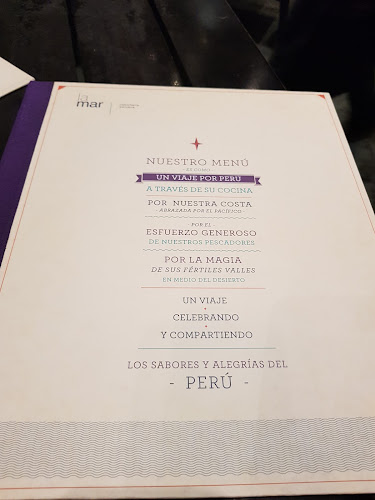 la
mar
NUESTRO MENÚ
ES COMO
UN VIAJE POR PERÚ
A TRAVÉS DE SU COCINA
POR NUESTRA COSTA
ABRAZADA POR EL PACÍFICO
POR EL
ESFUERZO GENEROSO
DE NUESTROS PESCADORES
POR LA MAGIA
DE SUS FÉRTILES VALLES
EN MEDIO DEL DESIERTO
UN VIAJE
CELEBRANDO
Y COMPARTIENDO
LOS SABORES Y ALEGRÍAS DEL
- PERÚ -